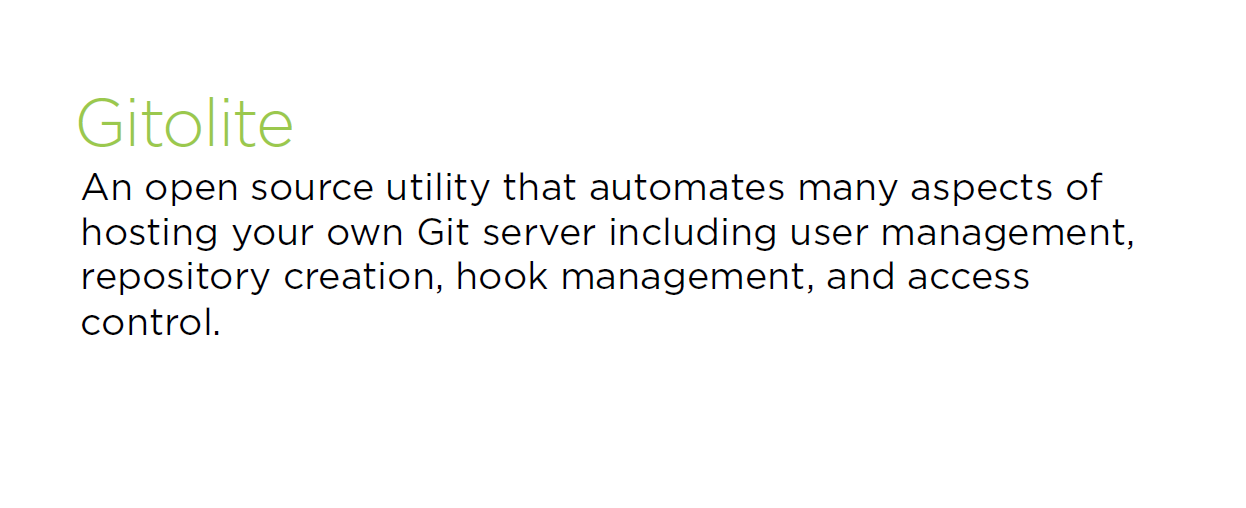 Gitolite
An open source utility that automates many aspects of
hosting your own Git server including user management,
repository creation, hook management, and access
control.